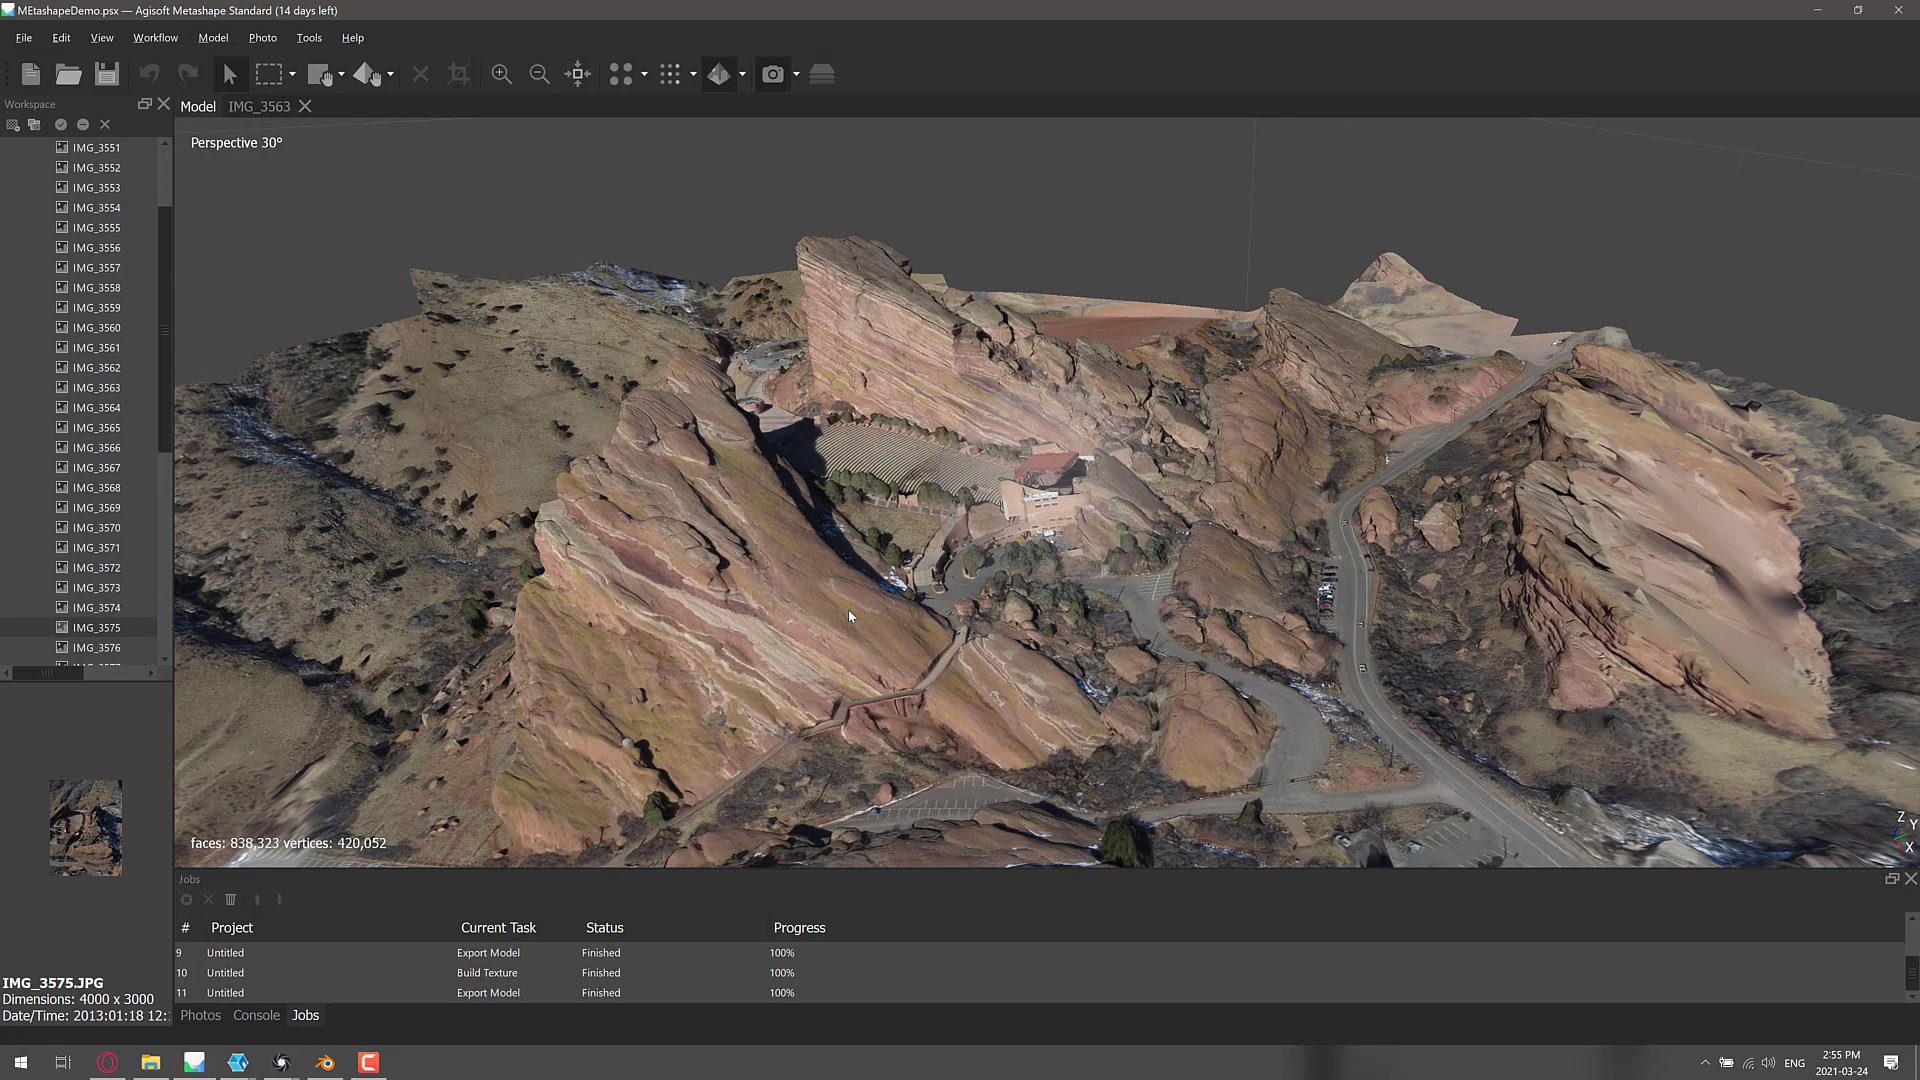 MEtashapeDemo.psx — Agisoft Metashape Standard (14 days left)
File Edit View Workflow Model Photo Tools Help
Workspace
Model IMG_3563
Perspective 30°
IMG_3551
IMG_3552
IMG_3553
IMG_3554
IMG_3555
IMG_3556
IMG_3557
IMG_3558
IMG_3559
IMG_3560
IMG_3561
IMG_3562
IMG_3563
IMG_3564
IMG_3565
IMG_3566
IMG_3567
IMG_3568
IMG_3569
IMG_3570
IMG_3571
IMG_3572
IMG_3573
IMG_3574
IMG_3575
IMG_3576
faces: 838,323 vertices: 420,052
Z
Y
X
Jobs
# Project Current Task Status Progress
9 Untitled Export Model Finished 100%
10 Untitled Build Texture Finished 100%
11 Untitled Export Model Finished 100%
IMG_3575.JPG
Dimensions: 4000 x 3000
Date/Time: 2013:01:18 12:
Photos Console Jobs
ENG
2:55 PM
2021-03-24